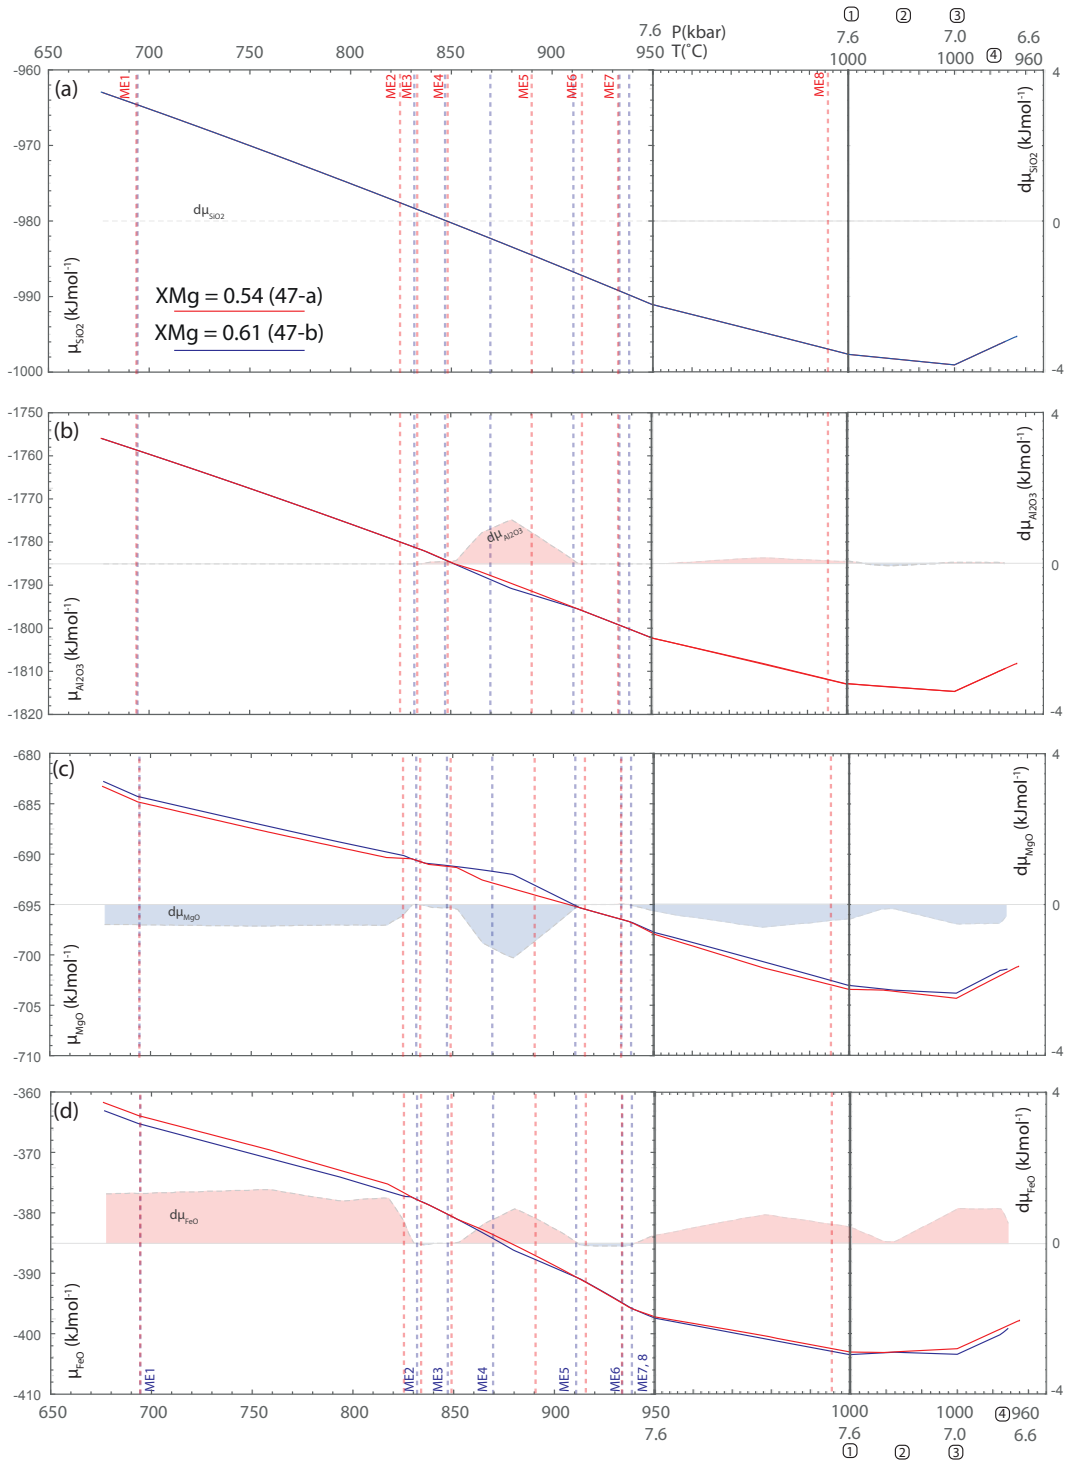 ① ② ③
7.6 P(kbar) 7.6 7.0 6.6
650 700 750 800 850 900 950 T(˚C) 1000 1000 ④ 960
(a)
-960 -970 -980 -990 -1000
μSiO2 (kJmol-1)
ME1 ME2 ME3 ME4 ME5 ME6 ME7 ME8
dμSiO2
XMg = 0.54 (47-a)
XMg = 0.61 (47-b)
4 0 -4
dμSiO2 (kJmol-1)
(b)
-1750 -1760 -1770 -1780 -1790 -1800 -1810 -1820
μAl2O3 (kJmol-1)
dμAl2O3
4 0 -4
dμAl2O3 (kJmol-1)
(c)
-680 -685 -690 -695 -700 -705 -710
μMgO (kJmol-1)
dμMgO
4 0 -4
dμMgO (kJmol-1)
(d)
-360 -370 -380 -390 -400 -410
μFeO (kJmol-1)
dμFeO
ME1 ME2 ME3 ME4 ME5 ME6 ME7, 8
4 0 -4
dμFeO (kJmol-1)
650 700 750 800 850 900 950 1000 1000 ④ 960
7.6 7.6 7.0 6.6
① ② ③